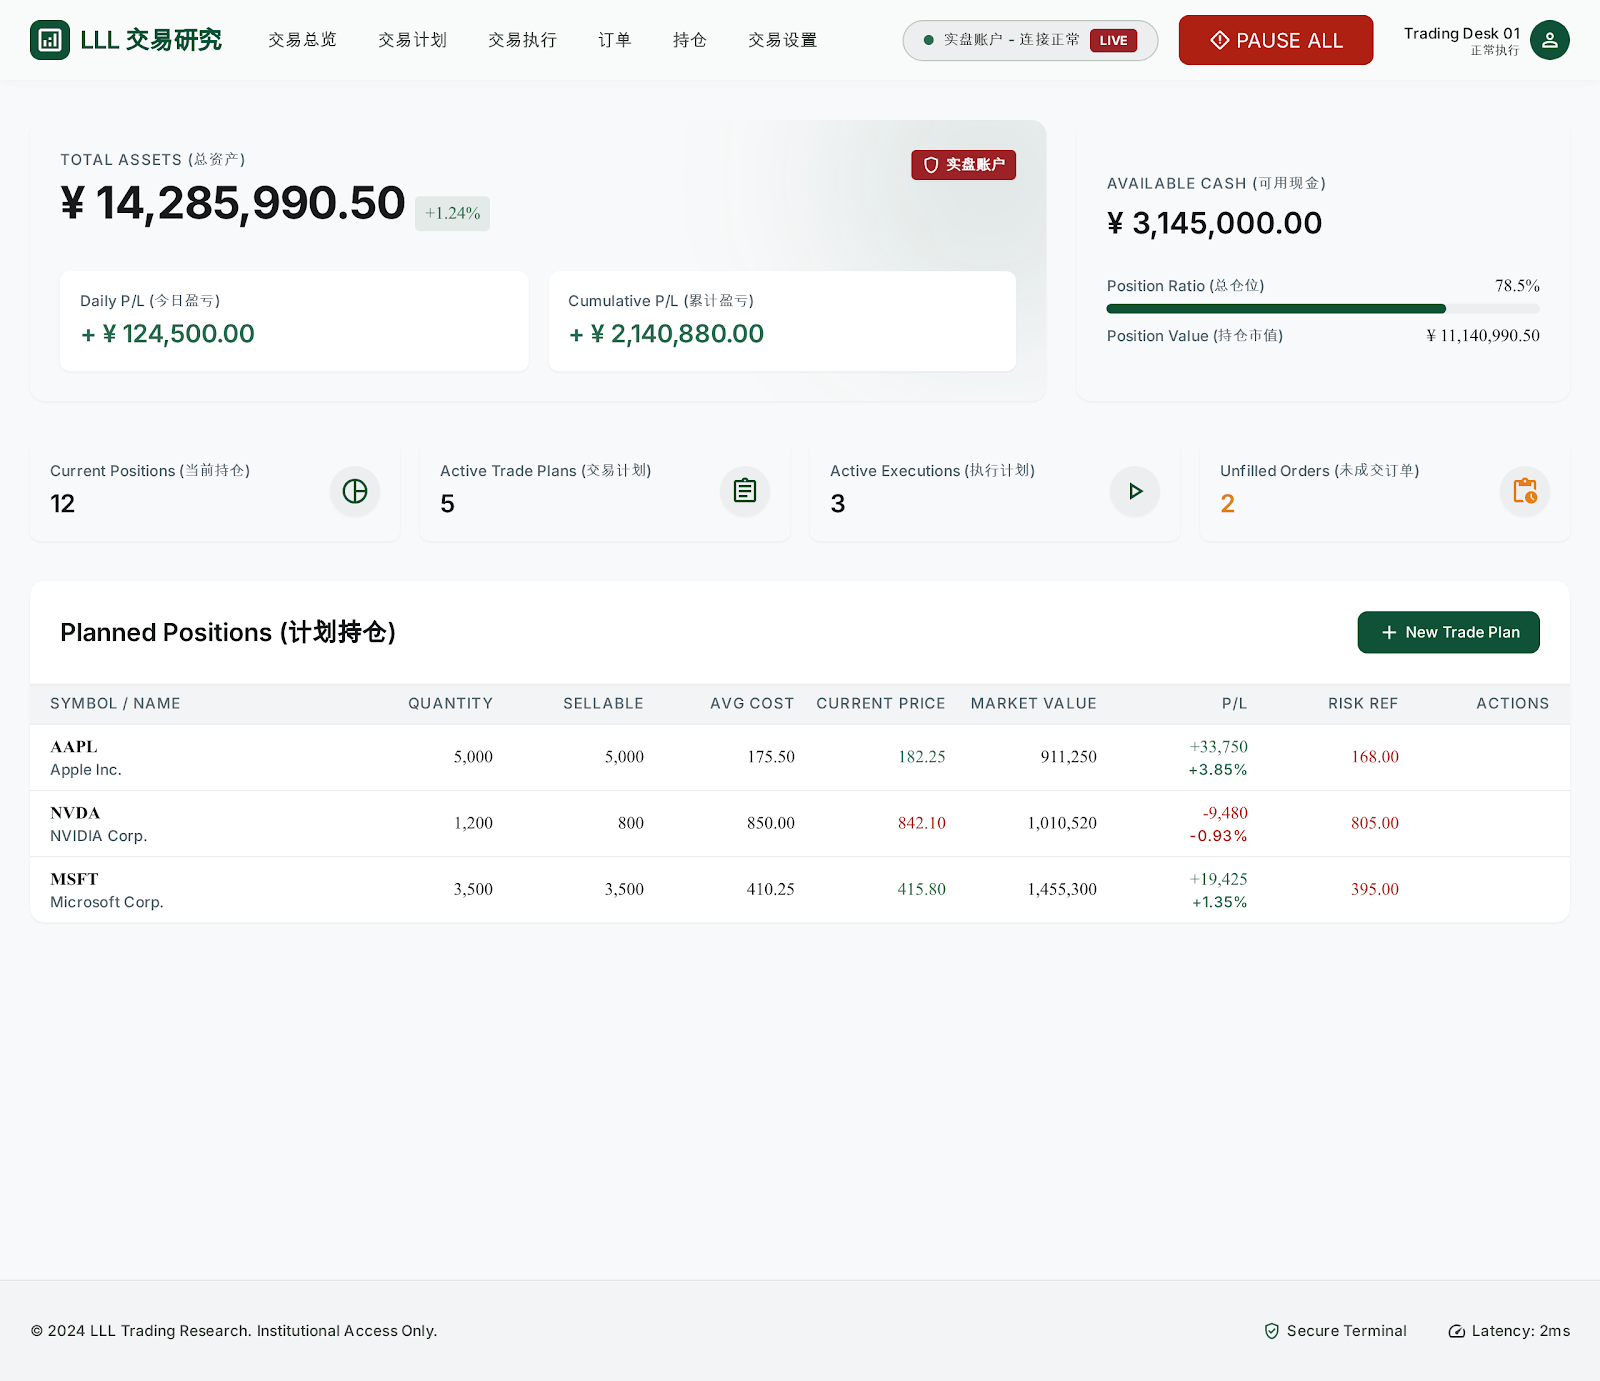 LLL 交易研究
交易总览
交易计划
交易执行
订单
持仓
交易设置
实盘账户 - 连接正常 LIVE
PAUSE ALL
Trading Desk 01
正常执行
TOTAL ASSETS (总资产)
¥ 14,285,990.50 +1.24%
实盘账户
Daily P/L (今日盈亏)
+ ¥ 124,500.00
Cumulative P/L (累计盈亏)
+ ¥ 2,140,880.00
AVAILABLE CASH (可用现金)
¥ 3,145,000.00
Position Ratio (总仓位) 78.5%
Position Value (持仓市值) ¥ 11,140,990.50
Current Positions (当前持仓)
12
Active Trade Plans (交易计划)
5
Active Executions (执行计划)
3
Unfilled Orders (未成交订单)
2
Planned Positions (计划持仓)
+ New Trade Plan
SYMBOL / NAME QUANTITY SELLABLE AVG COST CURRENT PRICE MARKET VALUE P/L RISK REF ACTIONS
AAPL
Apple Inc.
5,000 5,000 175.50 182.25 911,250
+33,750
+3.85%
168.00
NVDA
NVIDIA Corp.
1,200 800 850.00 842.10 1,010,520
-9,480
-0.93%
805.00
MSFT
Microsoft Corp.
3,500 3,500 410.25 415.80 1,455,300
+19,425
+1.35%
395.00
© 2024 LLL Trading Research. Institutional Access Only.
Secure Terminal
Latency: 2ms